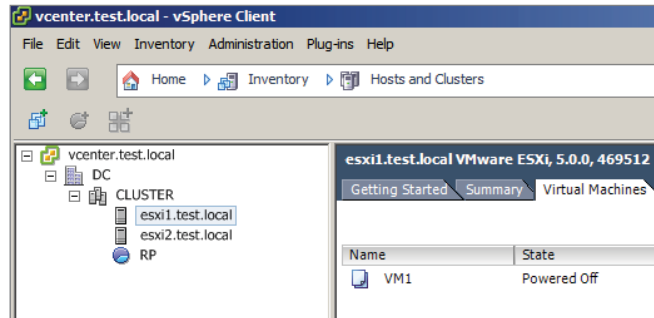 vcenter.test.local - vSphere Client
File Edit View Inventory Administration Plug-ins Help
Home Inventory Hosts and Clusters
vcenter.test.local
DC
CLUSTER
esxi1.test.local
esxi2.test.local
RP
esxi1.test.local VMware ESXi, 5.0.0, 469512
Getting Started Summary Virtual Machines
Name State
VM1 Powered Off